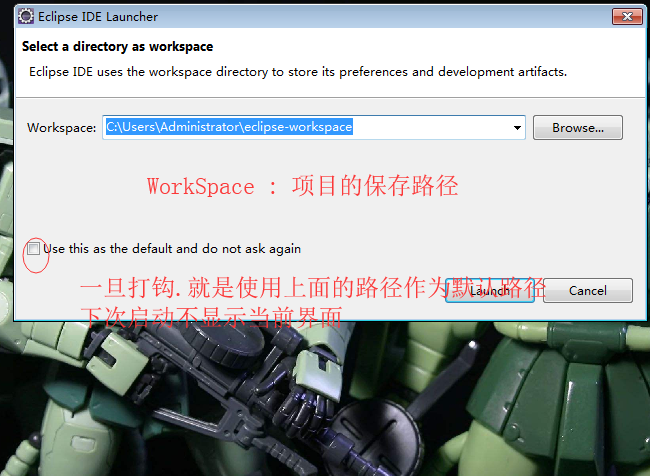 Eclipse IDE Launcher
Select a directory as workspace
Eclipse IDE uses the workspace directory to store its preferences and development artifacts.
Workspace: C:\Users\Administrator\eclipse-workspace Browse...
WorkSpace : 项目的保存路径
Use this as the default and do not ask again
一旦打钩.就是使用上面的路径作为默认路径
Launch Cancel
下次启动不显示当前界面